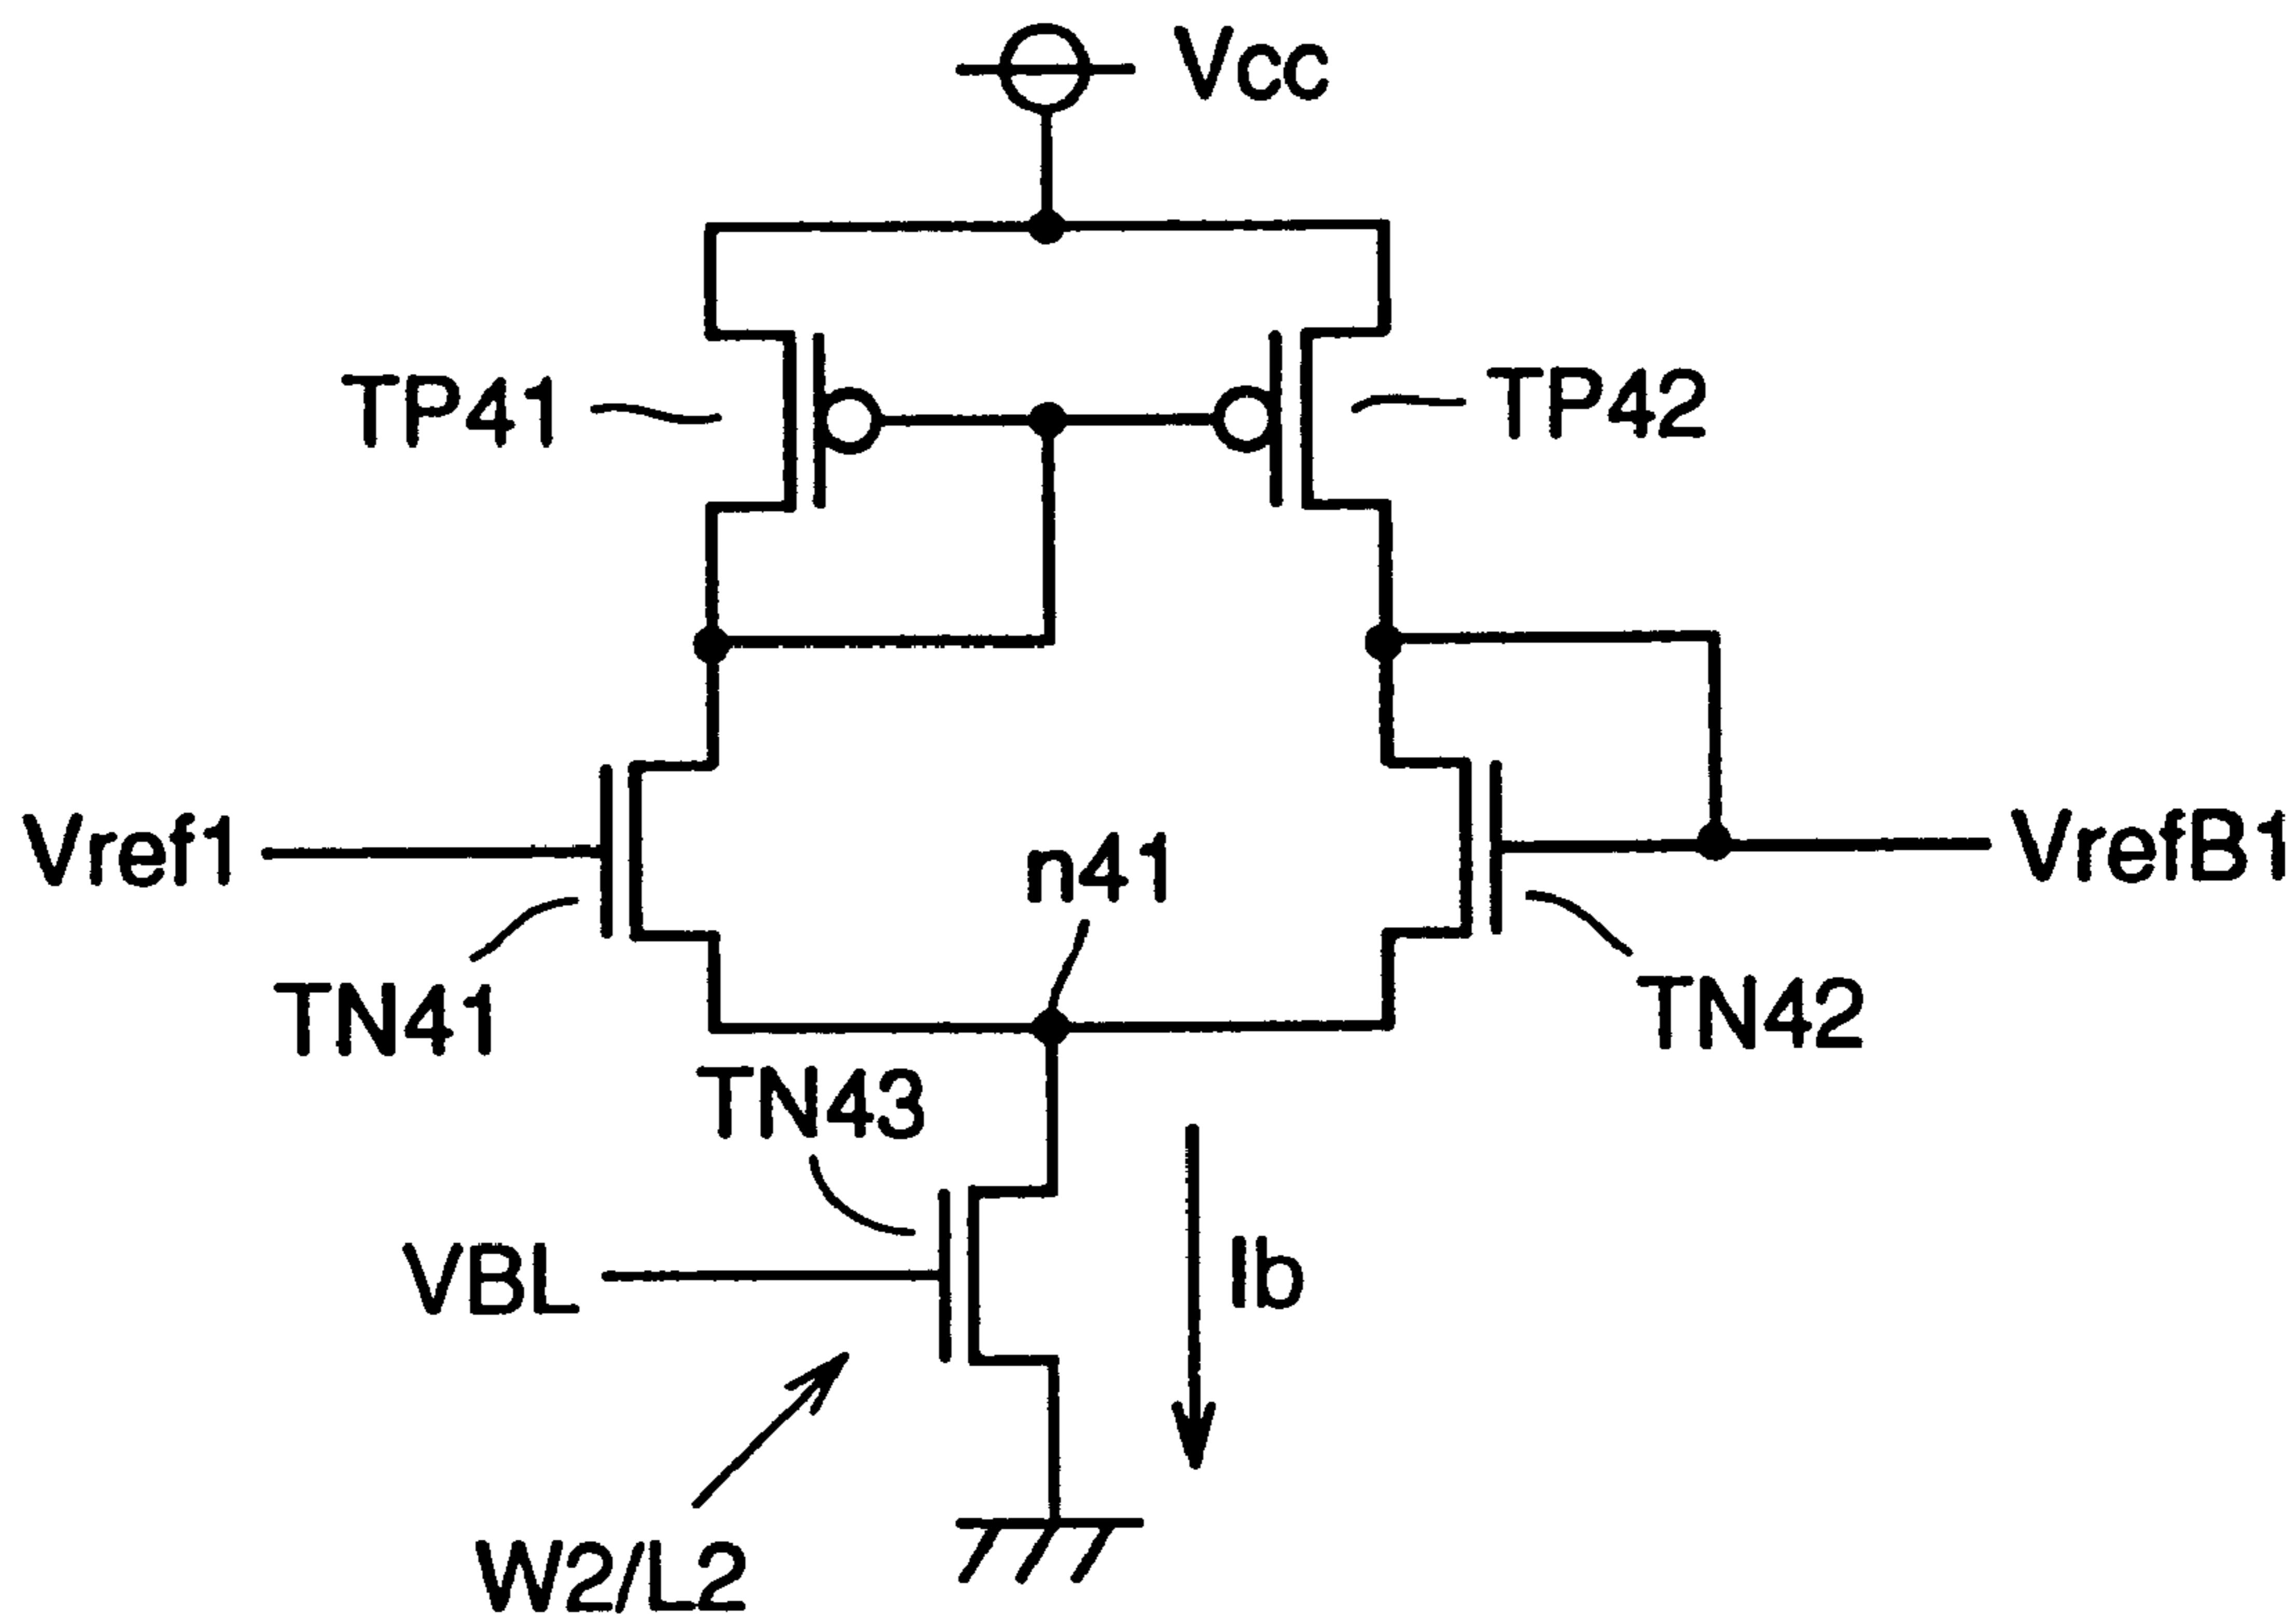 Vcc
TP41
TP42
Vref1
n41
VrefB1
TN41
TN42
TN43
VBL
Ib
W2/L2